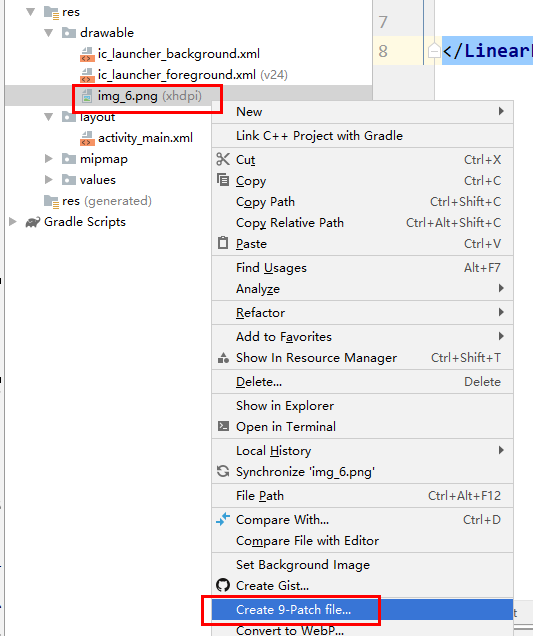 res
drawable
ic_launcher_background.xml
ic_launcher_foreground.xml (v24)
img_6.png (xhdpi)
layout
activity_main.xml
mipmap
values
res (generated)
Gradle Scripts
7
8 </LinearL
New
Link C++ Project with Gradle
Cut Ctrl+X
Copy Ctrl+C
Copy Path Ctrl+Shift+C
Copy Relative Path Ctrl+Alt+Shift+C
Paste Ctrl+V
Find Usages Alt+F7
Analyze
Refactor
Add to Favorites
Show In Resource Manager Ctrl+Shift+T
Delete... Delete
Show in Explorer
Open in Terminal
Local History
Synchronize 'img_6.png'
File Path Ctrl+Alt+F12
Compare With... Ctrl+D
Compare File with Editor
Set Background Image
Create Gist...
Create 9-Patch file...
Convert to WebP...